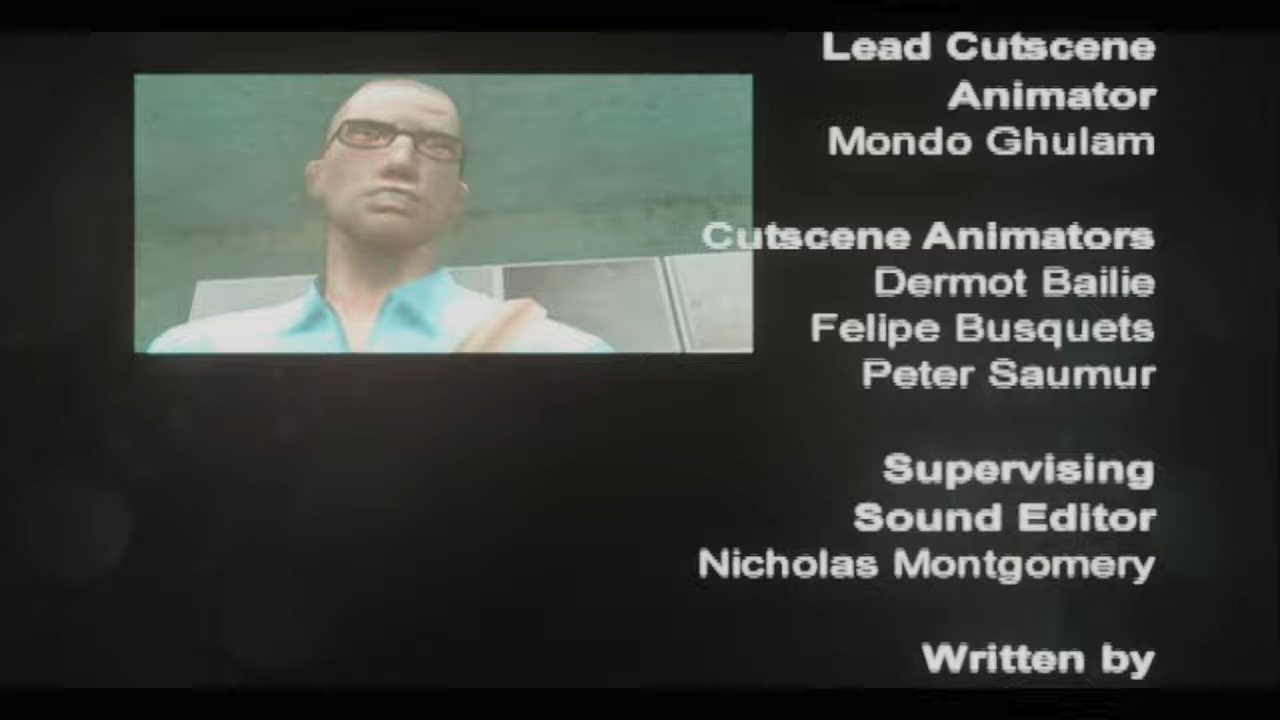 Lead Cutscene
Animator
Mondo Ghulam
Cutscene Animators
Dermot Bailie
Felipe Busquets
Peter Saumur
Supervising
Sound Editor
Nicholas Montgomery
Written by